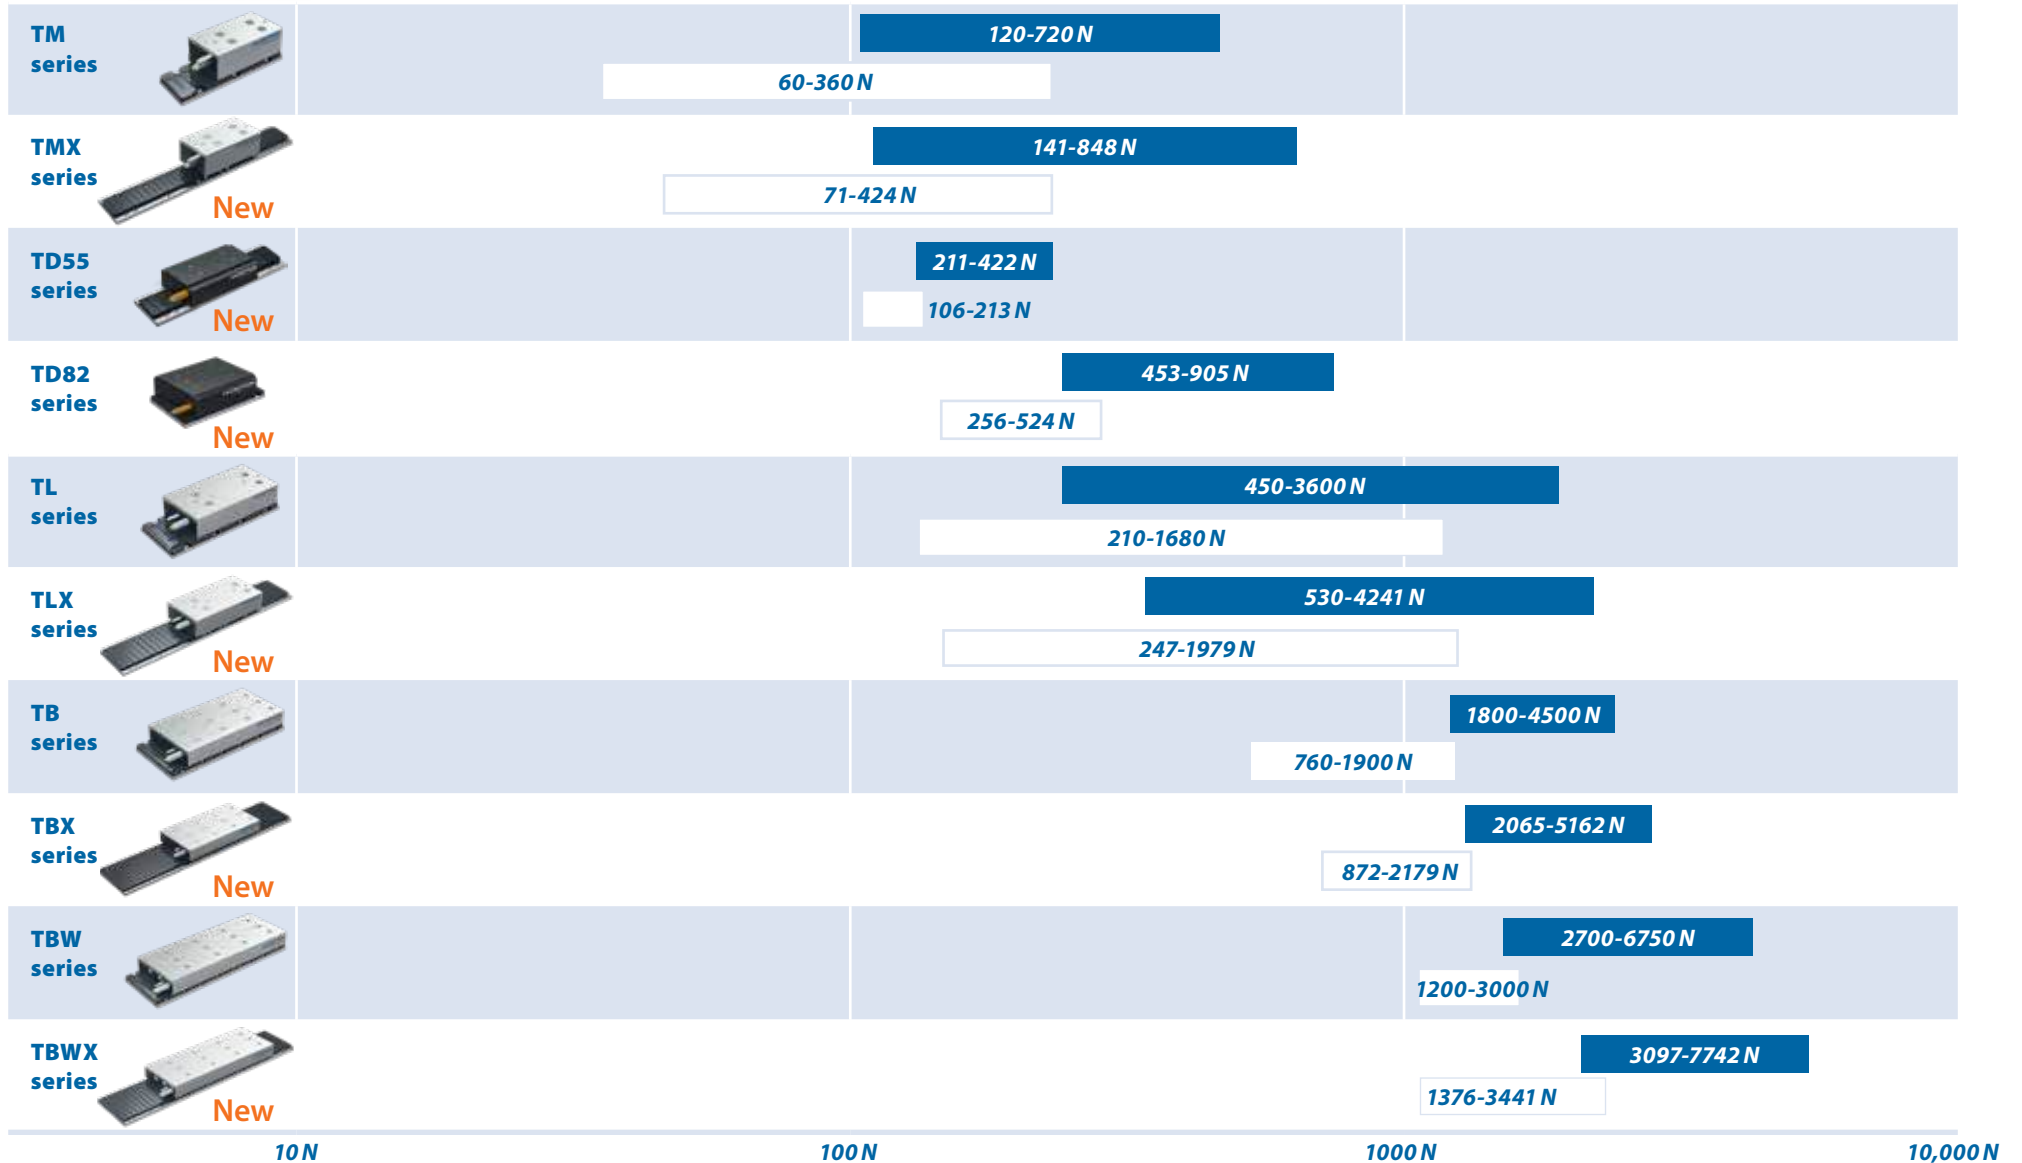 TM
series
120-720 N
60-360 N
TMX
series
New
141-848 N
71-424 N
TD55
series
New
211-422 N
106-213 N
TD82
series
New
453-905 N
256-524 N
TL
series
450-3600 N
210-1680 N
TLX
series
New
530-4241 N
247-1979 N
TB
series
1800-4500 N
760-1900 N
TBX
series
New
2065-5162 N
872-2179 N
TBW
series
2700-6750 N
1200-3000 N
TBWX
series
New
3097-7742 N
1376-3441 N
10 N 100 N 1000 N 10,000 N